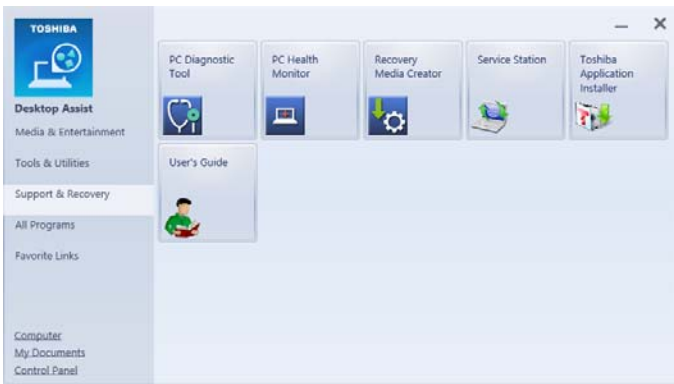 TOSHIBA
Desktop Assist
Media & Entertainment
Tools & Utilities
Support & Recovery
All Programs
Favorite Links
Computer
My Documents
Control Panel
PC Diagnostic
Tool
PC Health
Monitor
Recovery
Media Creator
Service Station
Toshiba
Application
Installer
User's Guide